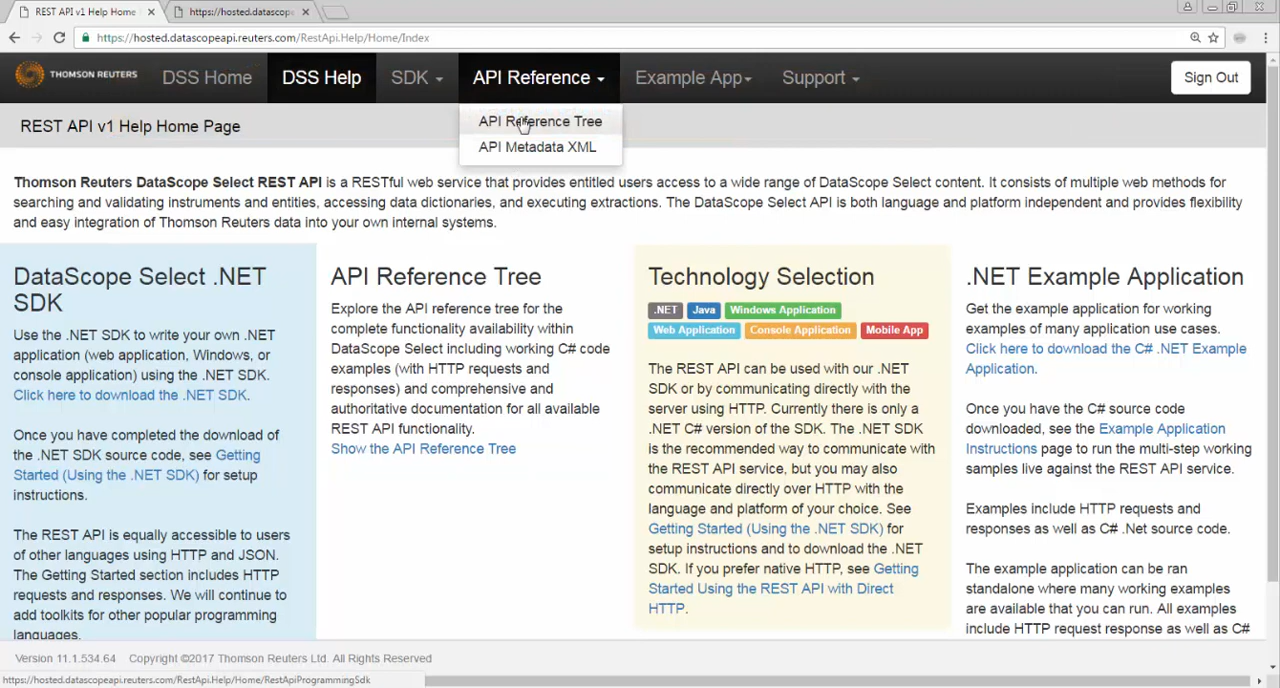 REST API v1 Help Home
https://hosted.datascope
https://hosted.datascopeapi.reuters.com/RestApi.Help/Home/Index
THOMSON REUTERS
DSS Home
DSS Help
SDK
API Reference
Example App
Support
Sign Out
API Reference Tree
API Metadata XML
REST API v1 Help Home Page
Thomson Reuters DataScope Select REST API is a RESTful web service that provides entitled users access to a wide range of DataScope Select content. It consists of multiple web methods for
searching and validating instruments and entities, accessing data dictionaries, and executing extractions. The DataScope Select API is both language and platform independent and provides flexibility
and easy integration of Thomson Reuters data into your own internal systems.
DataScope Select .NET
SDK
Use the .NET SDK to write your own .NET
application (web application, Windows, or
console application) using the .NET SDK.
Click here to download the .NET SDK.
Once you have completed the download of
the .NET SDK source code, see Getting
Started (Using the .NET SDK) for setup
instructions.
The REST API is equally accessible to users
of other languages using HTTP and JSON.
The Getting Started section includes HTTP
requests and responses. We will continue to
add toolkits for other popular programming
languages.
API Reference Tree
Explore the API reference tree for the
complete functionality availability within
DataScope Select including working C# code
examples (with HTTP requests and
responses) and comprehensive and
authoritative documentation for all available
REST API functionality.
Show the API Reference Tree
Technology Selection
.NET Java Windows Application
Web Application Console Application Mobile App
The REST API can be used with our .NET
SDK or by communicating directly with the
server using HTTP. Currently there is only a
.NET C# version of the SDK. The .NET SDK
is the recommended way to communicate with
the REST API service, but you may also
communicate directly over HTTP with the
language and platform of your choice. See
Getting Started (Using the .NET SDK) for
setup instructions and to download the .NET
SDK. If you prefer native HTTP, see Getting
Started Using the REST API with Direct
HTTP.
.NET Example Application
Get the example application for working
examples of many application use cases.
Click here to download the C# .NET Example
Application.
Once you have the C# source code
downloaded, see the Example Application
Instructions page to run the multi-step working
samples live against the REST API service.
Examples include HTTP requests and
responses as well as C# .Net source code.
The example application can be ran
standalone where many working examples
are available that you can run. All examples
include HTTP request response as well as C#
Version 11.1.534.64 Copyright ©2017 Thomson Reuters Ltd. All Rights Reserved
https://hosted.datascopeapi.reuters.com/RestApi.Help/Home/RestApiProgrammingSdk